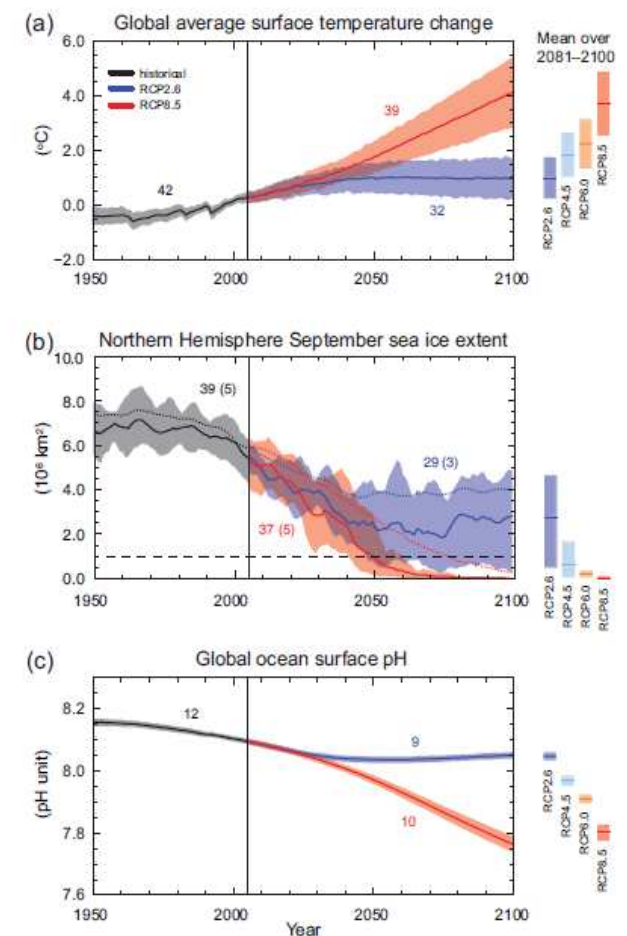 (a) Global average surface temperature change
Mean over
2081–2100
6.0
historical
RCP2.6
RCP8.5
4.0
39
(°C)
2.0
42
0.0
32
−2.0
1950 2000 2050 2100
RCP2.6
RCP4.5
RCP6.0
RCP8.5
(b) Northern Hemisphere September sea ice extent
10.0
39 (5)
8.0
6.0
(10⁶ km²)
29 (3)
4.0
37 (5)
2.0
0.0
1950 2000 2050 2100
RCP2.6
RCP4.5
RCP6.0
RCP8.5
(c) Global ocean surface pH
8.2
12
9
8.0
(pH unit)
10
7.8
7.6
1950 2000 2050 2100
Year
RCP2.6
RCP4.5
RCP6.0
RCP8.5